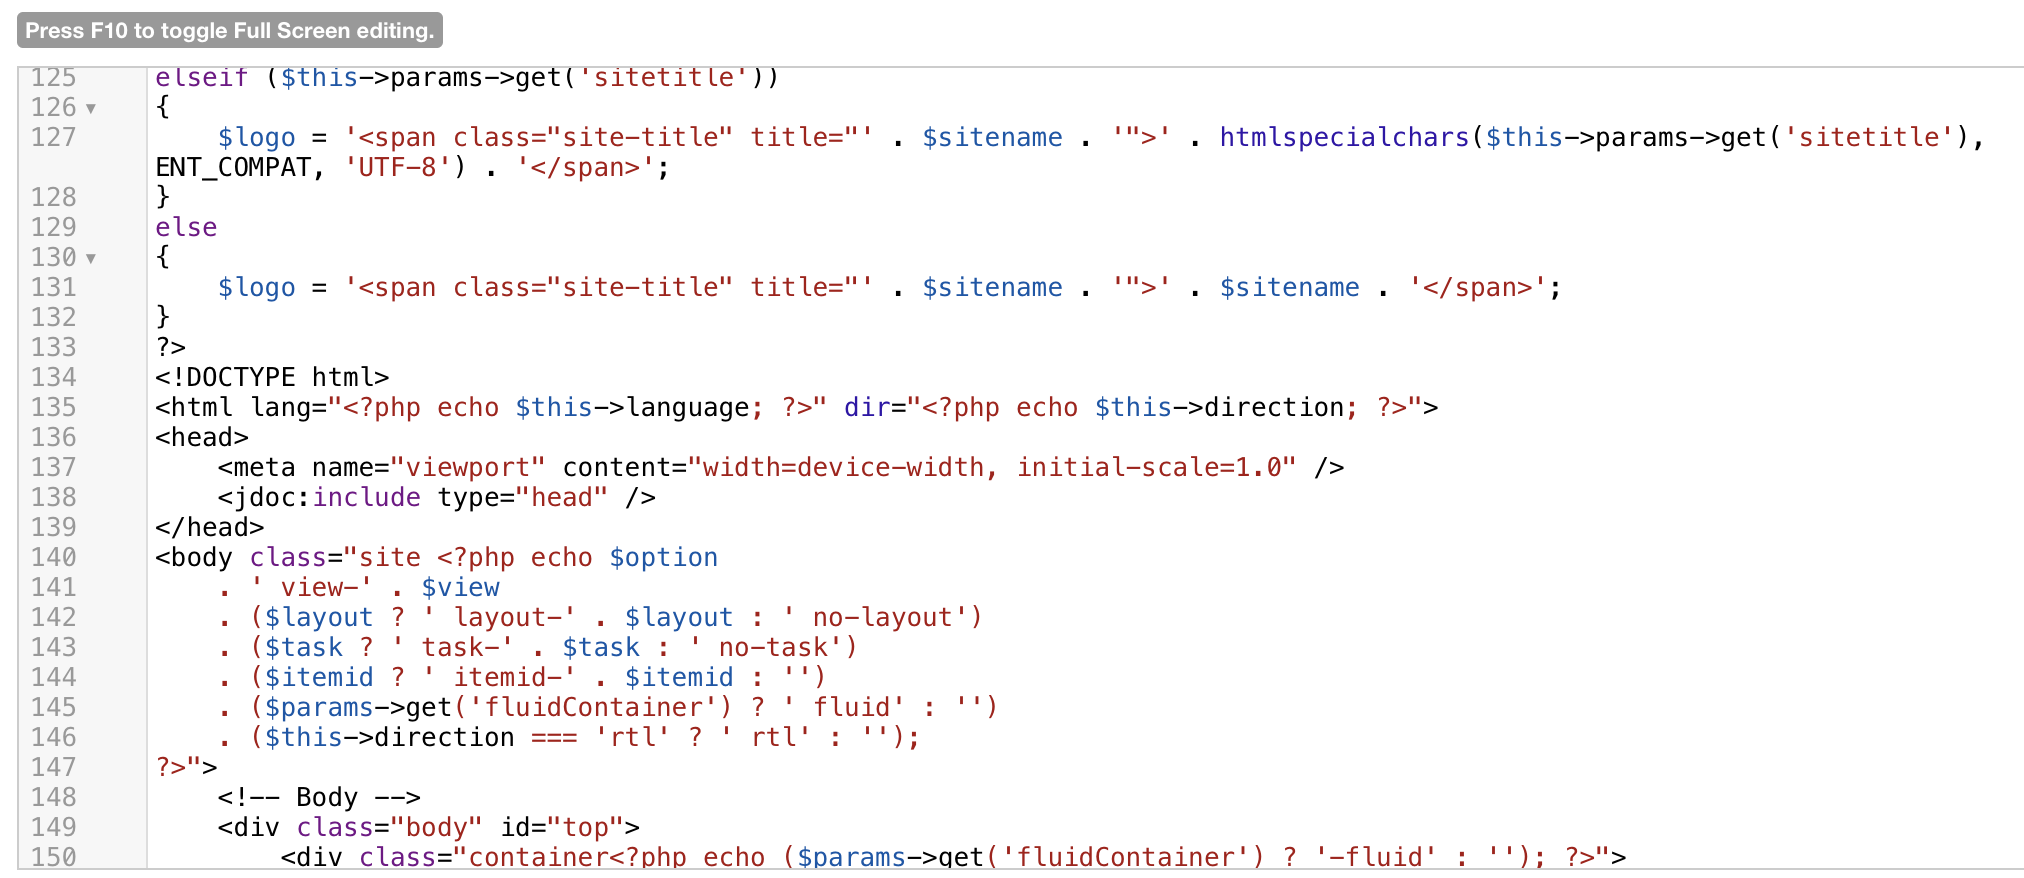 Press F10 to toggle Full Screen editing.
125 elseif ($this->params->get('sitetitle'))
126 ▼ {
127     $logo = '<span class="site-title" title="' . $sitename . '">' . htmlspecialchars($this->params->get('sitetitle'),
ENT_COMPAT, 'UTF-8') . '</span>';
128 }
129 else
130 ▼ {
131     $logo = '<span class="site-title" title="' . $sitename . '">' . $sitename . '</span>';
132 }
133 ?>
134 <!DOCTYPE html>
135 <html lang="<?php echo $this->language; ?>" dir="<?php echo $this->direction; ?>">
136 <head>
137     <meta name="viewport" content="width=device-width, initial-scale=1.0" />
138     <jdoc:include type="head" />
139 </head>
140 <body class="site <?php echo $option
141     . ' view-' . $view
142     . ($layout ? ' layout-' . $layout : ' no-layout')
143     . ($task ? ' task-' . $task : ' no-task')
144     . ($itemid ? ' itemid-' . $itemid : '')
145     . ($params->get('fluidContainer') ? ' fluid' : '')
146     . ($this->direction === 'rtl' ? ' rtl' : '');
147 ?>">
148     <!-- Body -->
149     <div class="body" id="top">
150         <div class="container<?php echo ($params->get('fluidContainer') ? '-fluid' : ''); ?>">